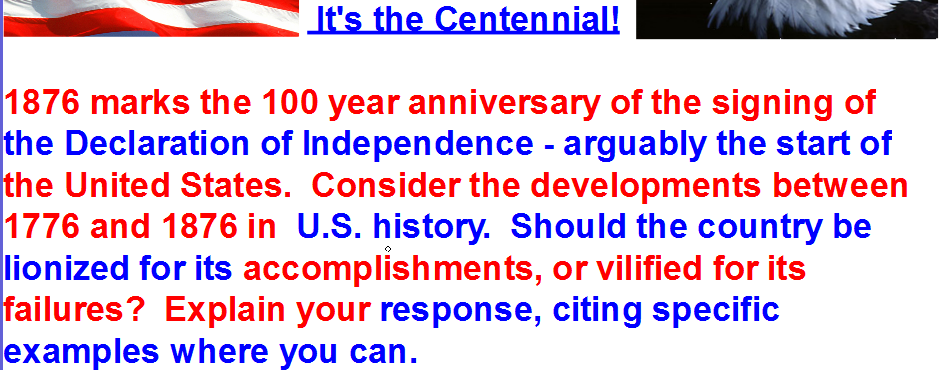 It's the Centennial!
1876 marks the 100 year anniversary of the signing of
the Declaration of Independence - arguably the start of
the United States.  Consider the developments between
1776 and 1876 in  U.S. history.  Should the country be
lionized for its accomplishments, or vilified for its
failures?  Explain your response, citing specific
examples where you can.